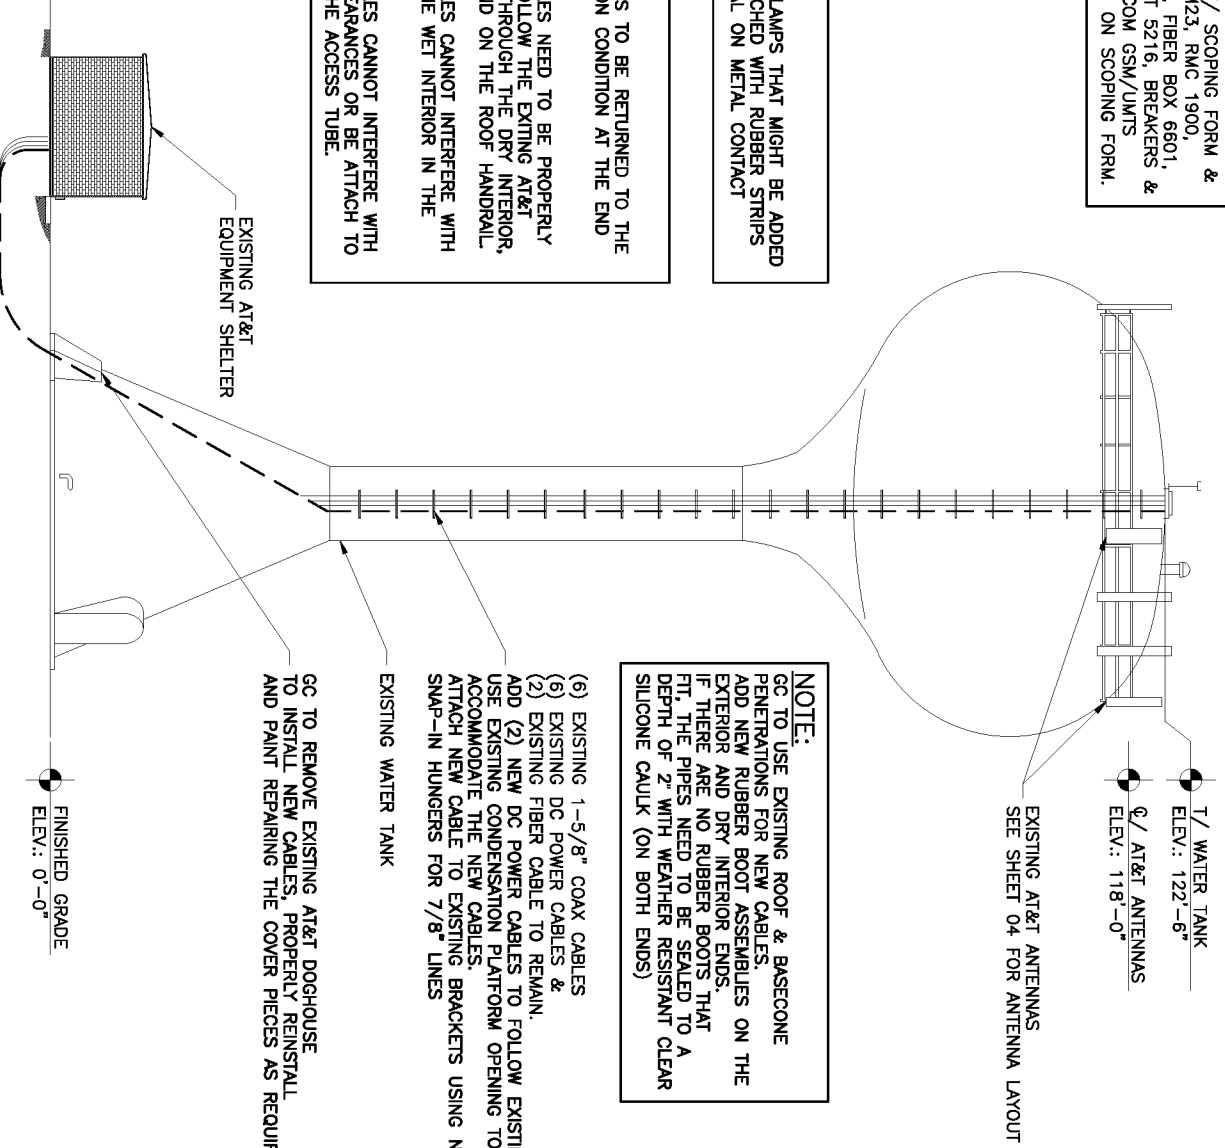 / SCOPING FORM &
23, RMC 1900,
FIBER BOX 6601,
5216, BREAKERS &
COM GSM/UMTS
ON SCOPING FORM.
LAMPS THAT MIGHT BE ADDED
CHED WITH RUBBER STRIPS
AL ON METAL CONTACT
S TO BE RETURNED TO THE
ON CONDITION AT THE END
LES NEED TO BE PROPERLY
OLLOW THE EXITING AT&T
THROUGH THE DRY INTERIOR,
ND ON THE ROOF HANDRAIL.
LES CANNOT INTERFERE WITH
HE WET INTERIOR IN THE
LES CANNOT INTERFERE WITH
EARANCES OR BE ATTACH TO
HE ACCESS TUBE.
EXISTING AT&T
EQUIPMENT SHELTER
T/ WATER TANK
ELEV.: 122'-6"
℄/ AT&T ANTENNAS
ELEV.: 118'-0"
EXISTING AT&T ANTENNAS
SEE SHEET 04 FOR ANTENNA LAYOUT
NOTE:
GC TO USE EXISTING ROOF & BASECONE
PENETRATIONS FOR NEW CABLES.
ADD NEW RUBBER BOOT ASSEMBLIES ON THE
EXTERIOR AND DRY INTERIOR ENDS.
IF THERE ARE NO RUBBER BOOTS THAT
FIT, THE PIPES NEED TO BE SEALED TO A
DEPTH OF 2" WITH WEATHER RESISTANT CLEAR
SILICONE CAULK (ON BOTH ENDS)
(6) EXISTING 1-5/8" COAX CABLES
(6) EXISTING DC POWER CABLES &
(2) EXISTING FIBER CABLE TO REMAIN.
ADD (2) NEW DC POWER CABLES TO FOLLOW EXISTI
USE EXISTING CONDENSATION PLATFORM OPENING TO
ACCOMMODATE THE NEW CABLES.
ATTACH NEW CABLE TO EXISTING BRACKETS USING N
SNAP-IN HUNGERS FOR 7/8" LINES
EXISTING WATER TANK
GC TO REMOVE EXISTING AT&T DOGHOUSE
TO INSTALL NEW CABLES, PROPERLY REINSTALL
AND PAINT REPAIRING THE COVER PIECES AS REQUIR
FINISHED GRADE
ELEV.: 0'-0"